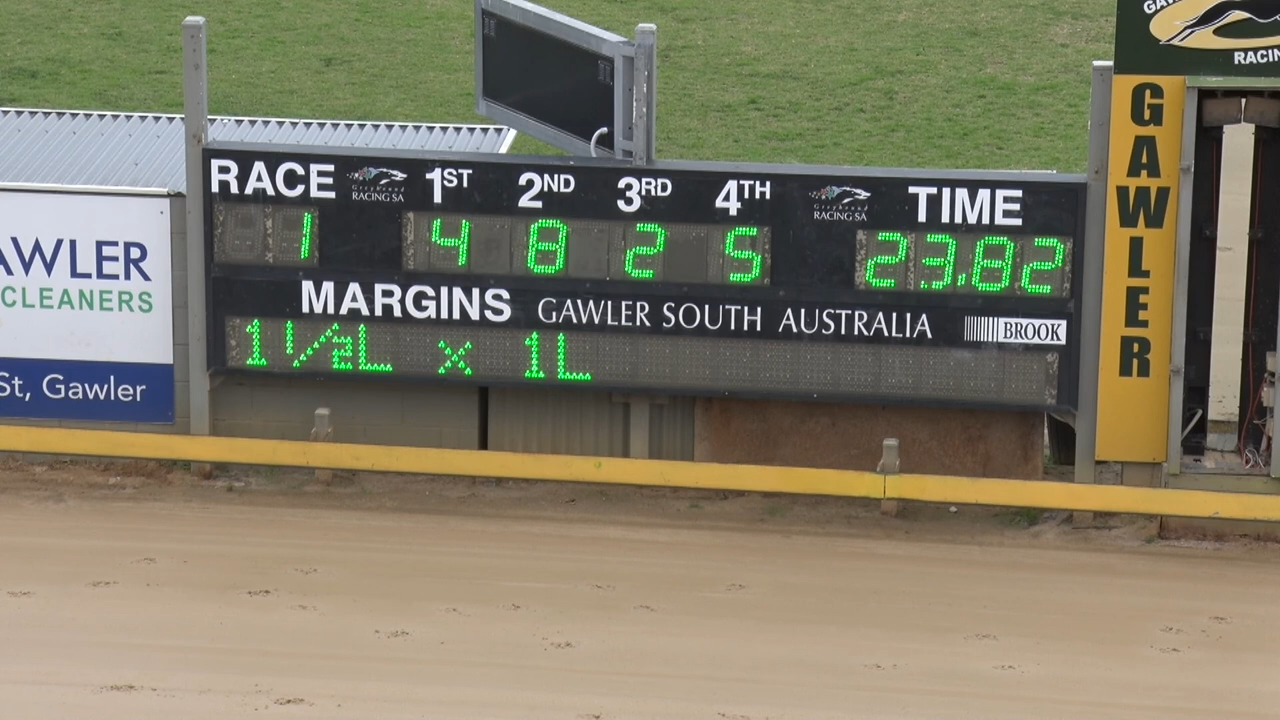 GAWLER
RACING
RACE Greyhound RACING SA 1ST 2ND 3RD 4TH Greyhound RACING SA TIME
1 4 8 2 5 23.82
MARGINS GAWLER SOUTH AUSTRALIA BROOK
1 1/2L x 1L
AWLER
CLEANERS
St, Gawler